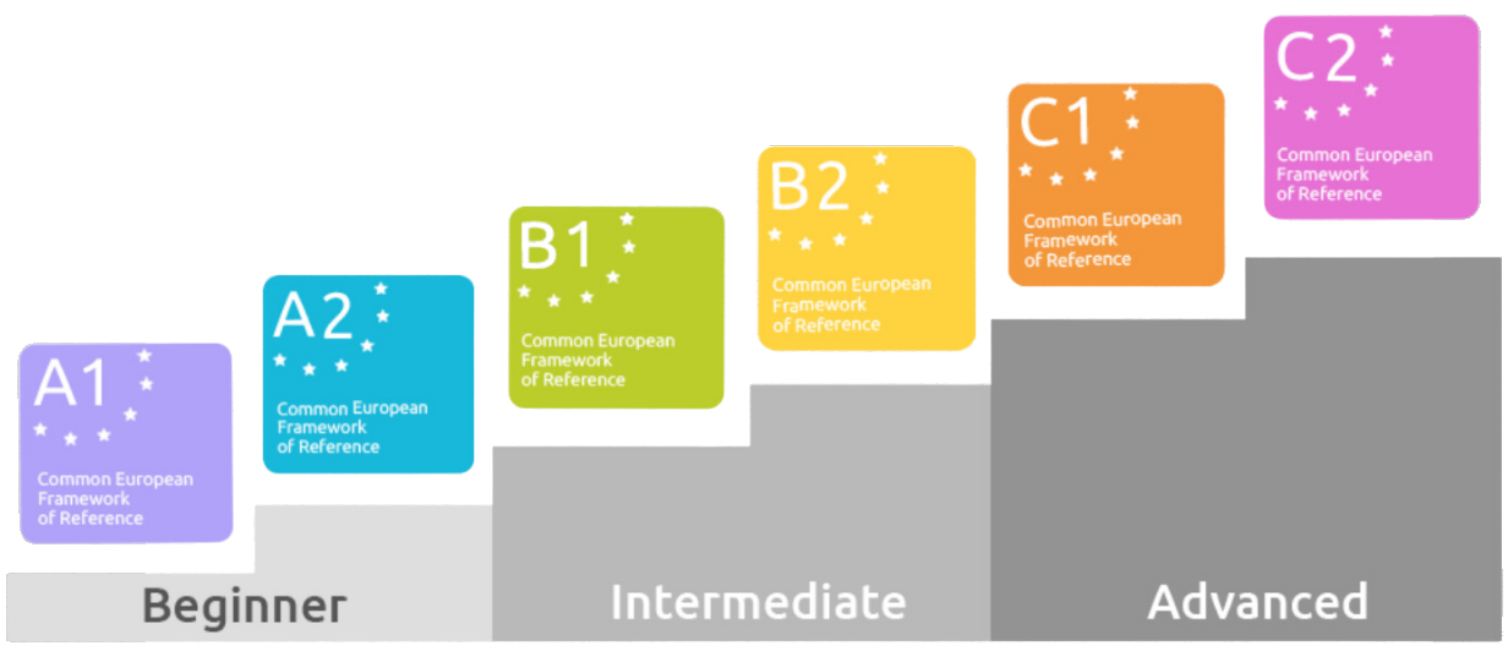 A1
Common European
Framework
of Reference
A2
Common European
Framework
of Reference
B1
Common European
Framework
of Reference
B2
Common European
Framework
of Reference
C1
Common European
Framework
of Reference
C2
Common European
Framework
of Reference
Beginner
Intermediate
Advanced